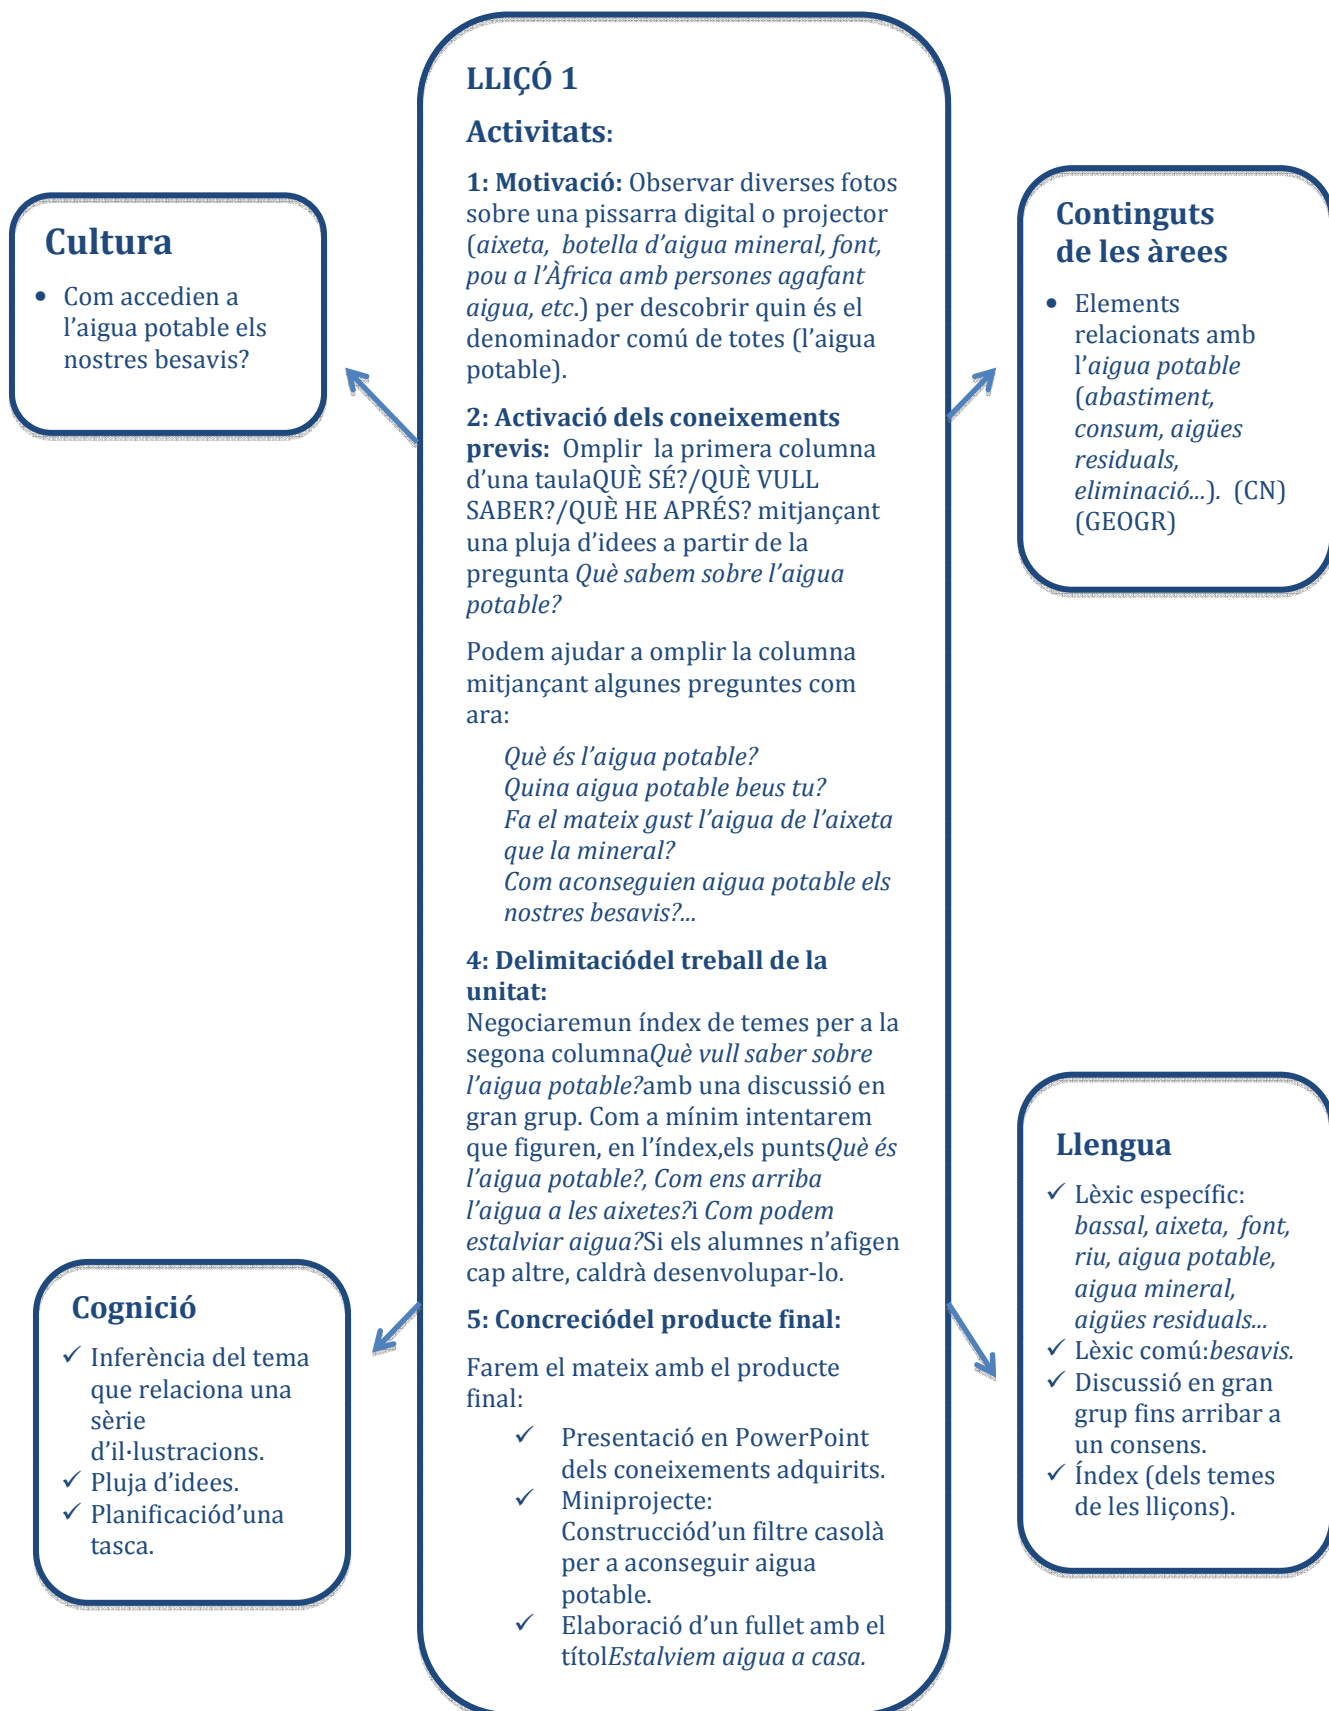 LLIÇÓ 1
Activitats:
1: Motivació: Observar diverses fotos
sobre una pissarra digital o projector
(aixeta, botella d'aigua mineral, font,
pou a l'Àfrica amb persones agafant
aigua, etc.) per descobrir quin és el
denominador comú de totes (l'aigua
potable).
2: Activació dels coneixements
previs: Omplir la primera columna
d'una taulaQUÈ SÉ?/QUÈ VULL
SABER?/QUÈ HE APRÉS? mitjançant
una pluja d'idees a partir de la
pregunta Què sabem sobre l'aigua
potable?
Podem ajudar a omplir la columna
mitjançant algunes preguntes com
ara:
Què és l'aigua potable?
Quina aigua potable beus tu?
Fa el mateix gust l'aigua de l'aixeta
que la mineral?
Com aconseguien aigua potable els
nostres besavis?...
4: Delimitaciódel treball de la
unitat:
Negociaremun índex de temes per a la
segona columnaQuè vull saber sobre
l'aigua potable?amb una discussió en
gran grup. Com a mínim intentarem
que figuren, en l'índex,els puntsQuè és
l'aigua potable?, Com ens arriba
l'aigua a les aixetes?i Com podem
estalviar aigua?Si els alumnes n'afigen
cap altre, caldrà desenvolupar-lo.
5: Concreciódel producte final:
Farem el mateix amb el producte
final:
✓ Presentació en PowerPoint
dels coneixements adquirits.
✓ Miniprojecte:
Construcciód'un filtre casolà
per a aconseguir aigua
potable.
✓ Elaboració d'un fullet amb el
títolEstalviem aigua a casa.
Cultura
• Com accedien a
l'aigua potable els
nostres besavis?
Continguts
de les àrees
• Elements
relacionats amb
l'aigua potable
(abastiment,
consum, aigües
residuals,
eliminació...). (CN)
(GEOGR)
Cognició
✓ Inferència del tema
que relaciona una
sèrie
d'il·lustracions.
✓ Pluja d'idees.
✓ Planificaciód'una
tasca.
Llengua
✓ Lèxic específic:
bassal, aixeta, font,
riu, aigua potable,
aigua mineral,
aigües residuals...
✓ Lèxic comú:besavis.
✓ Discussió en gran
grup fins arribar a
un consens.
✓ Índex (dels temes
de les lliçons).